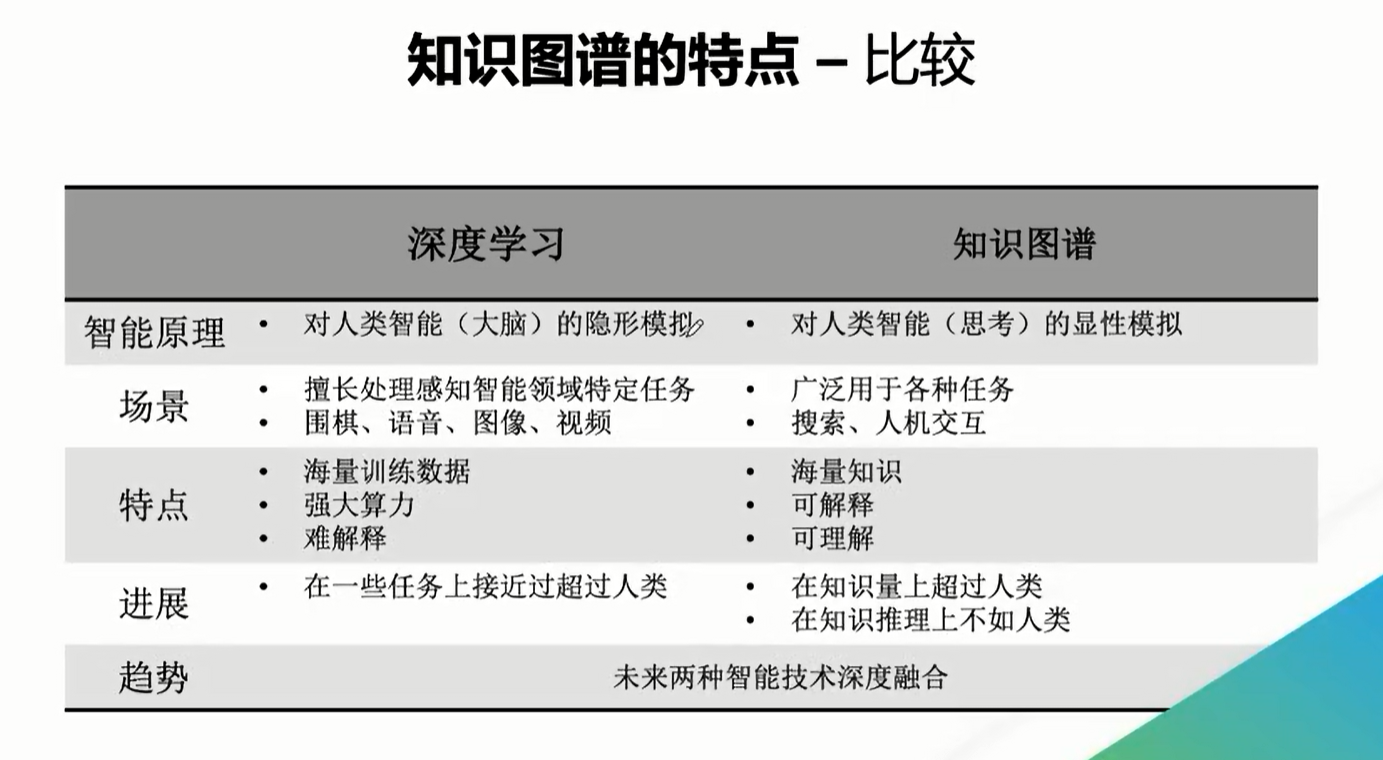 知识图谱的特点 – 比较
深度学习
知识图谱
智能原理
• 对人类智能（大脑）的隐形模拟
• 对人类智能（思考）的显性模拟
场景
• 擅长处理感知智能领域特定任务
• 围棋、语音、图像、视频
• 广泛用于各种任务
• 搜索、人机交互
特点
• 海量训练数据
• 强大算力
• 难解释
• 海量知识
• 可解释
• 可理解
进展
• 在一些任务上接近过超过人类
• 在知识量上超过人类
• 在知识推理上不如人类
趋势
未来两种智能技术深度融合